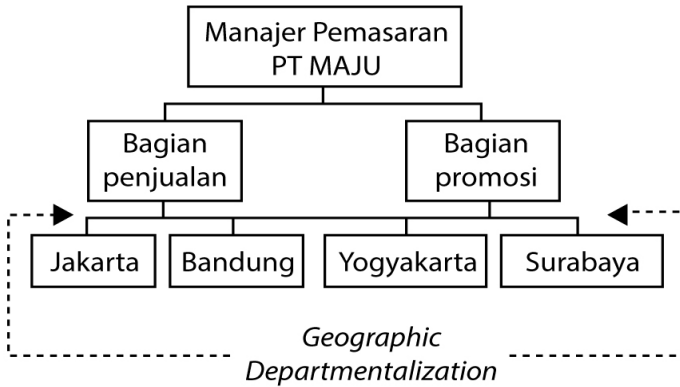 Manajer Pemasaran
PT MAJU
Bagian
penjualan
Bagian
promosi
Jakarta
Bandung
Yogyakarta
Surabaya
Geographic
Departmentalization